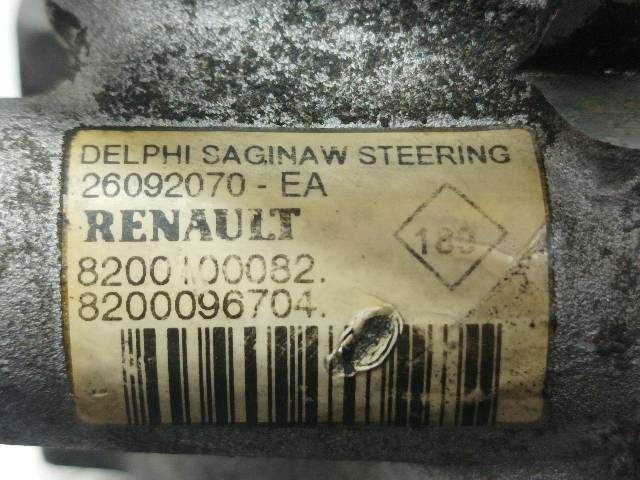 DELPHI SAGINAW STEERING
26092070 - EA
RENAULT
189
8200100082.
8200096704.